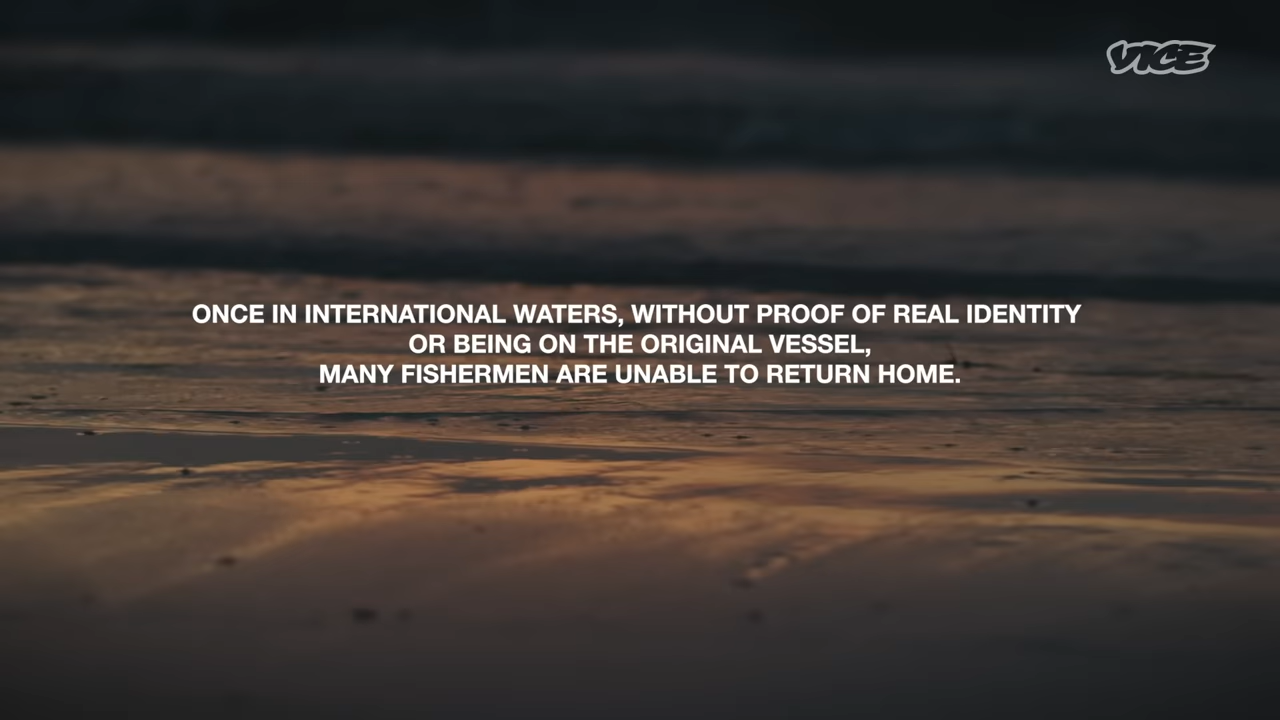 VICE
ONCE IN INTERNATIONAL WATERS, WITHOUT PROOF OF REAL IDENTITY
OR BEING ON THE ORIGINAL VESSEL,
MANY FISHERMEN ARE UNABLE TO RETURN HOME.